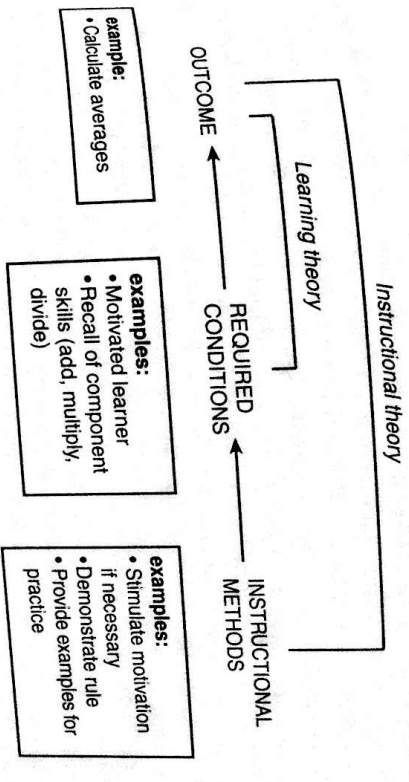 Instructional theory
Learning theory
OUTCOME
REQUIRED
CONDITIONS
INSTRUCTIONAL
METHODS
example:
• Calculate averages
examples:
• Motivated learner
• Recall of component
skills (add, multiply,
divide)
examples:
• Stimulate motivation
if necessary
• Demonstrate rule
• Provide examples for
practice